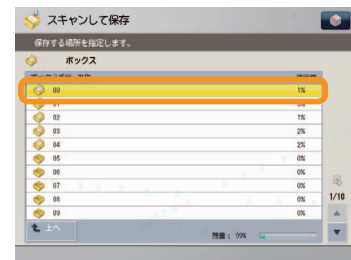 スキャンして保存
保存する場所を指定します。
ボックス
00 1%
02 1%
03 2%
04 2%
05 0%
06 0%
07 0%
08 0%
09 0%
1/10
上へ
残量: 99%